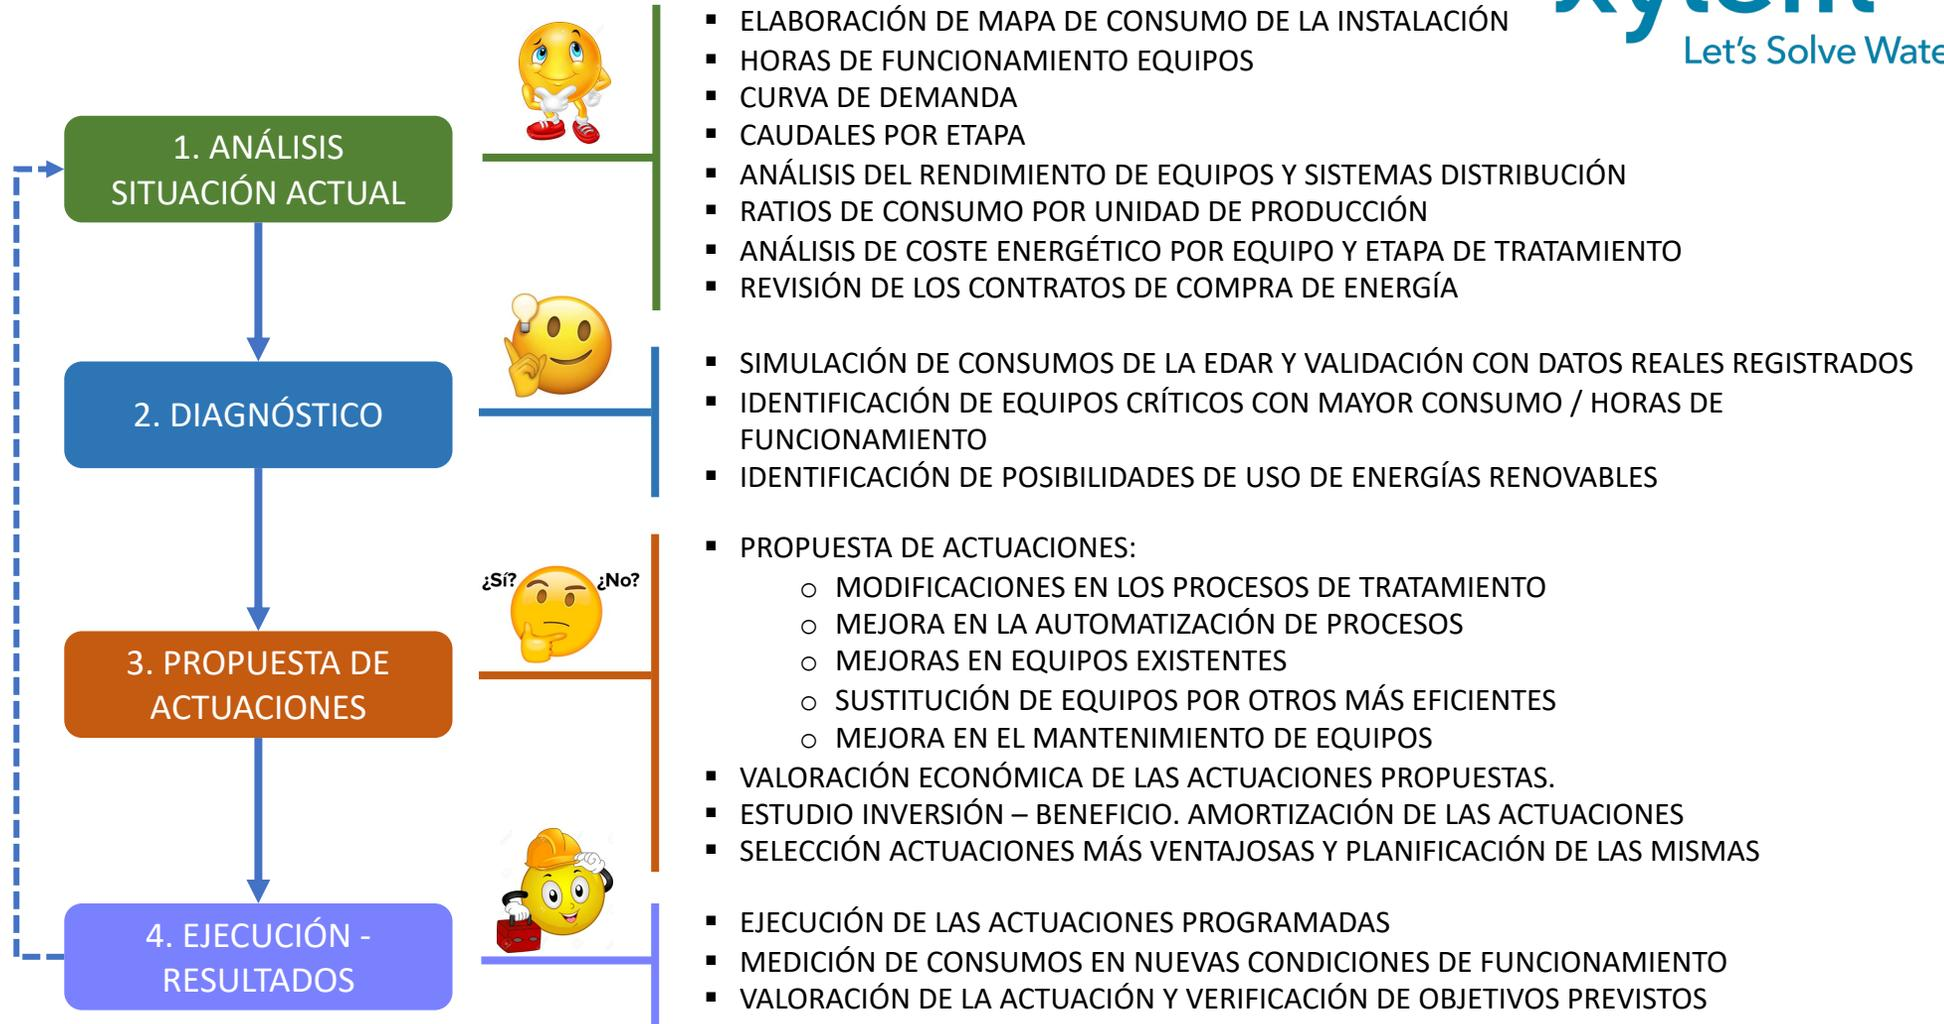 xylem
Let's Solve Wate
1. ANÁLISIS
SITUACIÓN ACTUAL
▪ ELABORACIÓN DE MAPA DE CONSUMO DE LA INSTALACIÓN
▪ HORAS DE FUNCIONAMIENTO EQUIPOS
▪ CURVA DE DEMANDA
▪ CAUDALES POR ETAPA
▪ ANÁLISIS DEL RENDIMIENTO DE EQUIPOS Y SISTEMAS DISTRIBUCIÓN
▪ RATIOS DE CONSUMO POR UNIDAD DE PRODUCCIÓN
▪ ANÁLISIS DE COSTE ENERGÉTICO POR EQUIPO Y ETAPA DE TRATAMIENTO
▪ REVISIÓN DE LOS CONTRATOS DE COMPRA DE ENERGÍA
2. DIAGNÓSTICO
▪ SIMULACIÓN DE CONSUMOS DE LA EDAR Y VALIDACIÓN CON DATOS REALES REGISTRADOS
▪ IDENTIFICACIÓN DE EQUIPOS CRÍTICOS CON MAYOR CONSUMO / HORAS DE
FUNCIONAMIENTO
▪ IDENTIFICACIÓN DE POSIBILIDADES DE USO DE ENERGÍAS RENOVABLES
¿Sí? ¿No?
3. PROPUESTA DE
ACTUACIONES
▪ PROPUESTA DE ACTUACIONES:
o MODIFICACIONES EN LOS PROCESOS DE TRATAMIENTO
o MEJORA EN LA AUTOMATIZACIÓN DE PROCESOS
o MEJORAS EN EQUIPOS EXISTENTES
o SUSTITUCIÓN DE EQUIPOS POR OTROS MÁS EFICIENTES
o MEJORA EN EL MANTENIMIENTO DE EQUIPOS
▪ VALORACIÓN ECONÓMICA DE LAS ACTUACIONES PROPUESTAS.
▪ ESTUDIO INVERSIÓN – BENEFICIO. AMORTIZACIÓN DE LAS ACTUACIONES
▪ SELECCIÓN ACTUACIONES MÁS VENTAJOSAS Y PLANIFICACIÓN DE LAS MISMAS
4. EJECUCIÓN -
RESULTADOS
▪ EJECUCIÓN DE LAS ACTUACIONES PROGRAMADAS
▪ MEDICIÓN DE CONSUMOS EN NUEVAS CONDICIONES DE FUNCIONAMIENTO
▪ VALORACIÓN DE LA ACTUACIÓN Y VERIFICACIÓN DE OBJETIVOS PREVISTOS